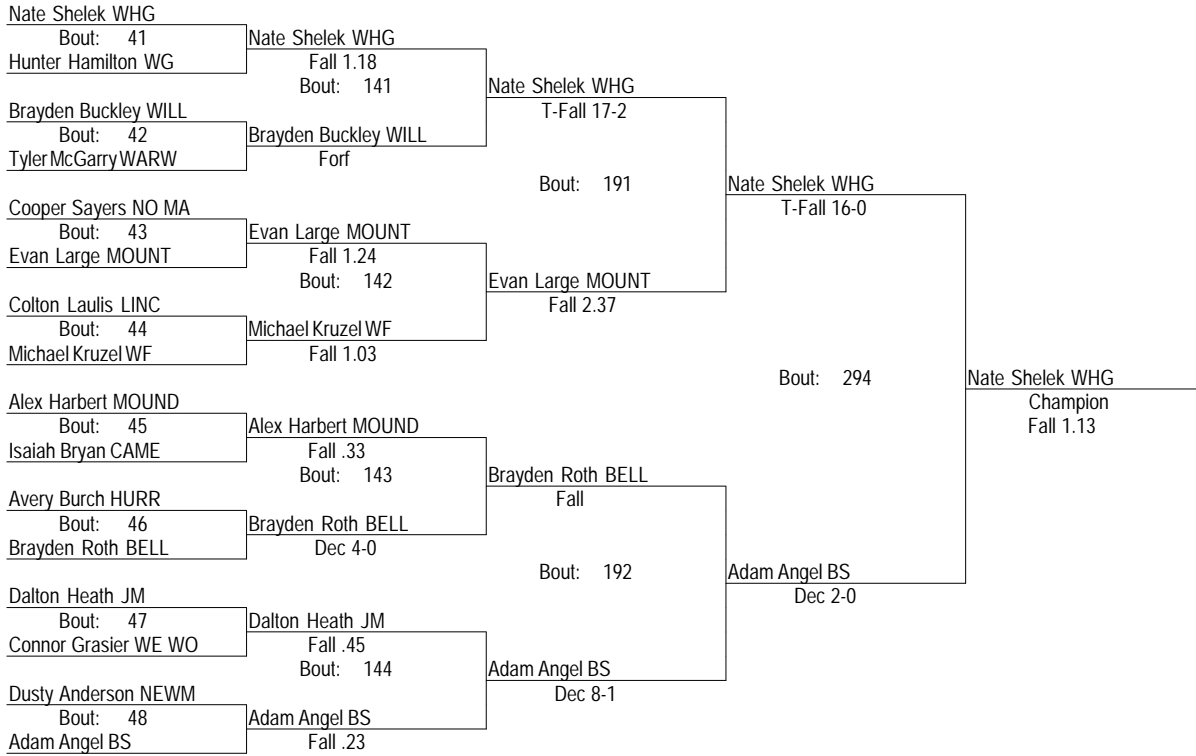 Nate Shelek WHG
Bout: 41
Hunter Hamilton WG
Brayden Buckley WILL
Bout: 42
Tyler McGarry WARW
Cooper Sayers NO MA
Bout: 43
Evan Large MOUNT
Colton Laulis LINC
Bout: 44
Michael Kruzel WF
Alex Harbert MOUND
Bout: 45
Isaiah Bryan CAME
Avery Burch HURR
Bout: 46
Brayden Roth BELL
Dalton Heath JM
Bout: 47
Connor Grasier WE WO
Dusty Anderson NEWM
Bout: 48
Adam Angel BS
Nate Shelek WHG
Fall 1.18
Bout: 141
Brayden Buckley WILL
Forf
Evan Large MOUNT
Fall 1.24
Bout: 142
Michael Kruzel WF
Fall 1.03
Alex Harbert MOUND
Fall .33
Bout: 143
Brayden Roth BELL
Dec 4-0
Dalton Heath JM
Fall .45
Bout: 144
Adam Angel BS
Fall .23
Nate Shelek WHG
T-Fall 17-2
Bout: 191
Evan Large MOUNT
Fall 2.37
Brayden Roth BELL
Fall
Bout: 192
Adam Angel BS
Dec 8-1
Nate Shelek WHG
T-Fall 16-0
Bout: 294
Adam Angel BS
Dec 2-0
Nate Shelek WHG
Champion
Fall 1.13